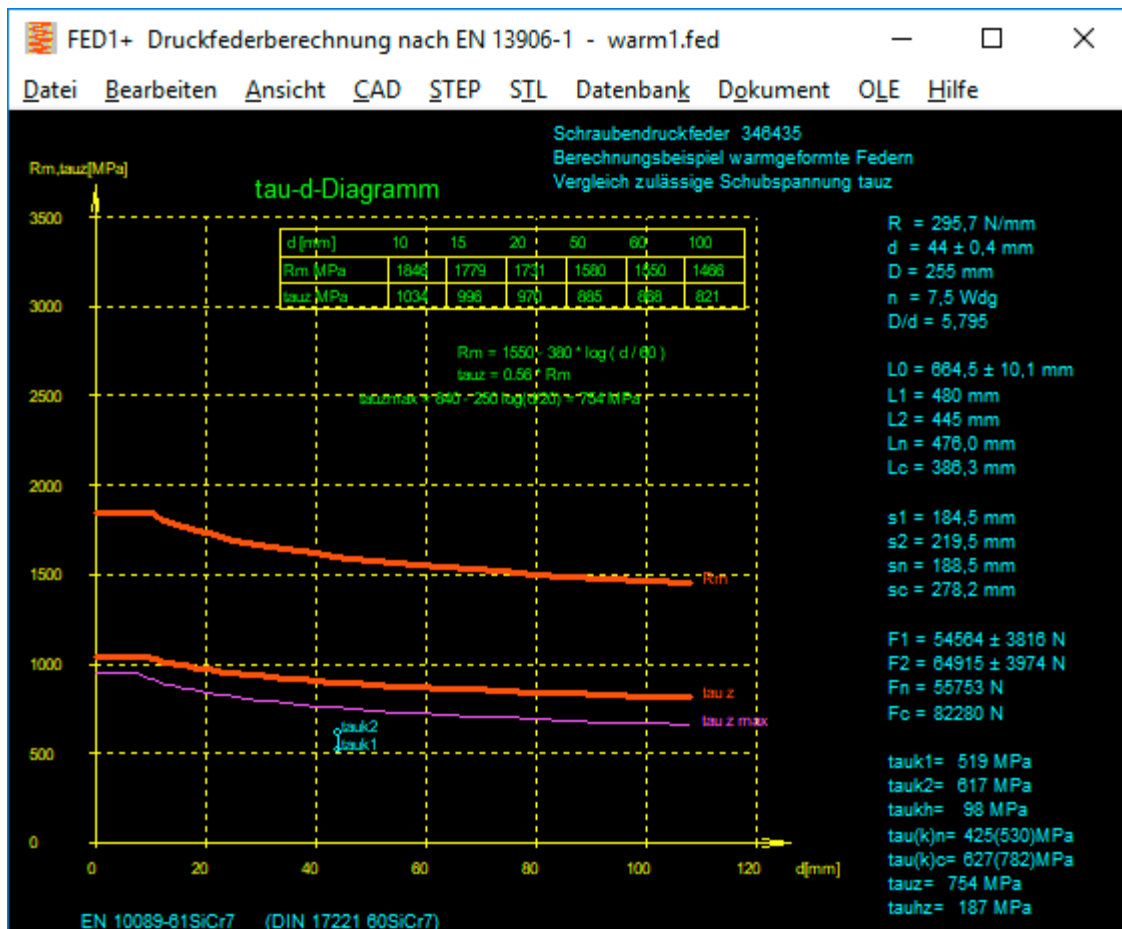 FED1+ Druckfederberechnung nach EN 13906-1 - warm1.fed
Datei Bearbeiten Ansicht CAD STEP STL Datenbank Dokument OLE Hilfe
Schraubendruckfeder 346435
Berechnungsbeispiel warmgeformte Federn
Vergleich zulässige Schubspannung tauz
Rm,tauz[MPa]
tau-d-Diagramm
3500
3000
2500
2000
1500
1000
500
0
d [mm] 10 15 20 50 60 100
Rm MPa 1846 1779 1731 1580 1550 1466
tauz MPa 1034 996 970 885 868 821
Rm = 1550 - 380 * log ( d / 60 )
tauz = 0.56 * Rm
tauzmax = 840 - 250 log(d/20) = 754 MPa
Rm
tau z
tau z max
tauk2
tauk1
0 20 40 60 80 100 120 d[mm]
EN 10089-61SiCr7 (DIN 17221 60SiCr7)
R = 295,7 N/mm
d = 44 ± 0,4 mm
D = 255 mm
n = 7,5 Wdg
D/d = 5,795
L0 = 664,5 ± 10,1 mm
L1 = 480 mm
L2 = 445 mm
Ln = 476,0 mm
Lc = 386,3 mm
s1 = 184,5 mm
s2 = 219,5 mm
sn = 188,5 mm
sc = 278,2 mm
F1 = 54564 ± 3816 N
F2 = 64915 ± 3974 N
Fn = 55753 N
Fc = 82280 N
tauk1= 519 MPa
tauk2= 617 MPa
taukh= 98 MPa
tau(k)n= 425(530)MPa
tau(k)c= 627(782)MPa
tauz= 754 MPa
tauhz= 187 MPa